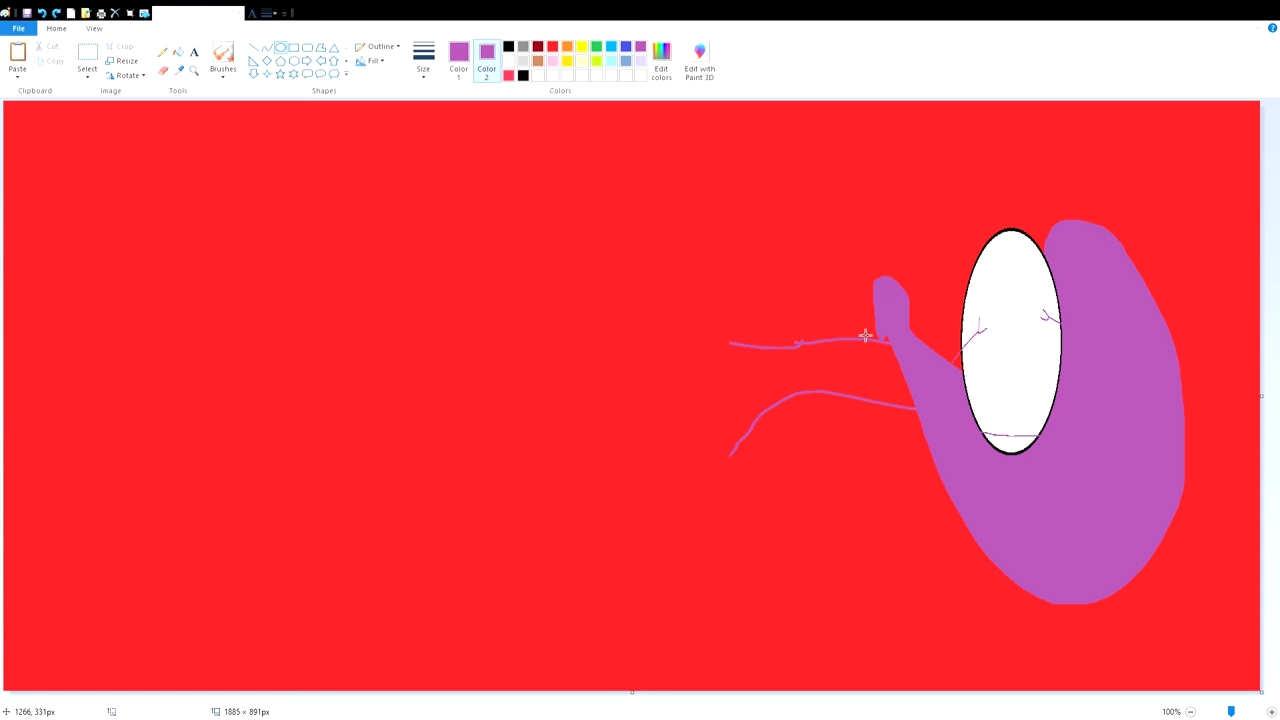 File Home View
Paste Cut Copy Select Crop Resize Rotate Brushes Outline Fill Size Color 1 Color 2 Edit colors Edit with Paint 3D
Clipboard Image Tools Shapes Colors
1266, 331px 1885 × 891px 100%